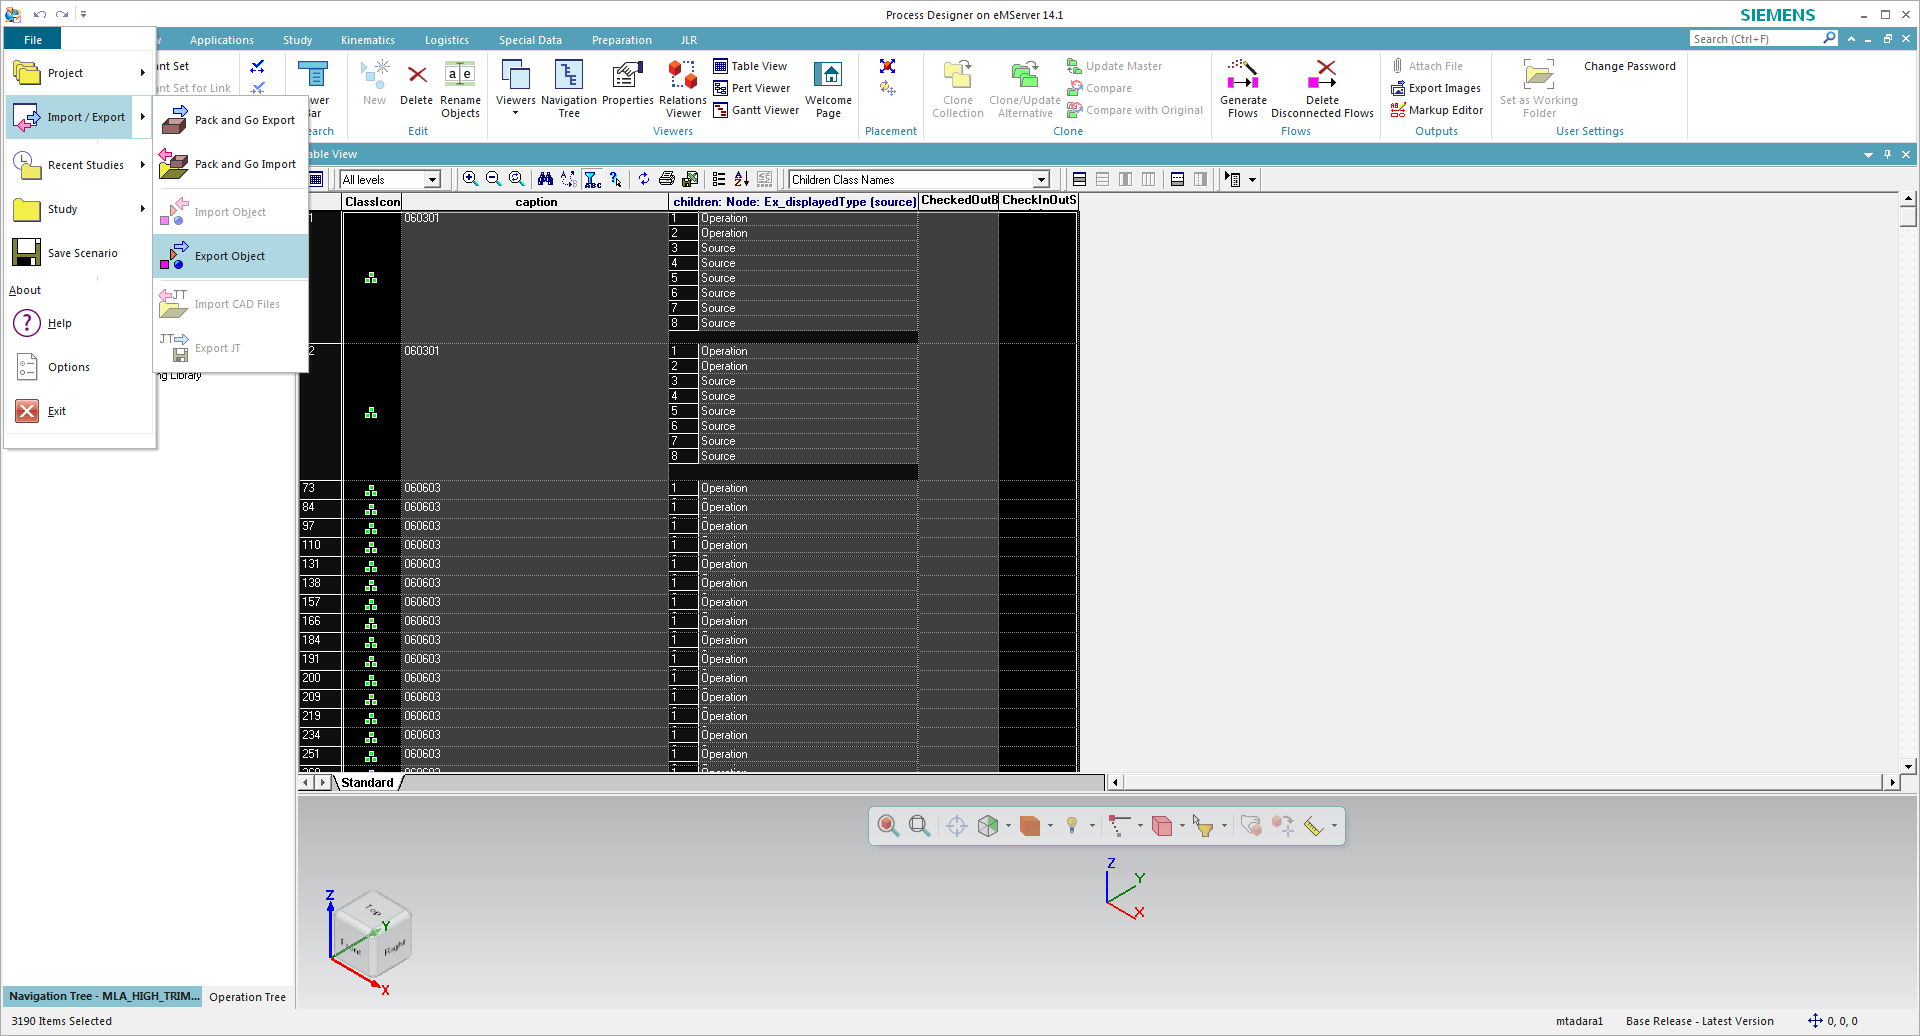 Process Designer on eMServer 14.1
SIEMENS
File
Applications
Study
Kinematics
Logistics
Special Data
Preparation
JLR
Search (Ctrl+F)
Project
Import / Export
Recent Studies
Study
Save Scenario
About
Help
Options
Exit
Pack and Go Export
Pack and Go Import
Import Object
Export Object
Import CAD Files
Export JT
ant Set
ant Set for Link
wer
Bar
earch
New
Delete
Rename
Objects
Edit
Viewers
Navigation
Tree
Properties
Relations
Viewer
Table View
Pert Viewer
Gantt Viewer
Welcome
Page
Viewers
Placement
Clone
Collection
Clone/Update
Alternative
Update Master
Compare
Compare with Original
Clone
Generate
Flows
Delete
Disconnected Flows
Flows
Attach File
Export Images
Markup Editor
Outputs
Set as Working
Folder
Change Password
User Settings
able View
All levels
Children Class Names
ClassIcon
caption
children: Node: Ex_displayedType (source)
CheckedOutB
CheckInOutS
1 060301
1 Operation
2 Operation
3 Source
4 Source
5 Source
6 Source
7 Source
8 Source
2 060301
1 Operation
2 Operation
3 Source
4 Source
5 Source
6 Source
7 Source
8 Source
73 060603 1 Operation
84 060603 1 Operation
97 060603 1 Operation
110 060603 1 Operation
131 060603 1 Operation
138 060603 1 Operation
157 060603 1 Operation
166 060603 1 Operation
184 060603 1 Operation
191 060603 1 Operation
200 060603 1 Operation
209 060603 1 Operation
219 060603 1 Operation
234 060603 1 Operation
251 060603 1 Operation
ng Library
Standard
Z
Y
X
Z
Top
Y
Front
Right
X
Navigation Tree - MLA_HIGH_TRIM...
Operation Tree
3190 Items Selected
mtadara1
Base Release - Latest Version
0, 0, 0